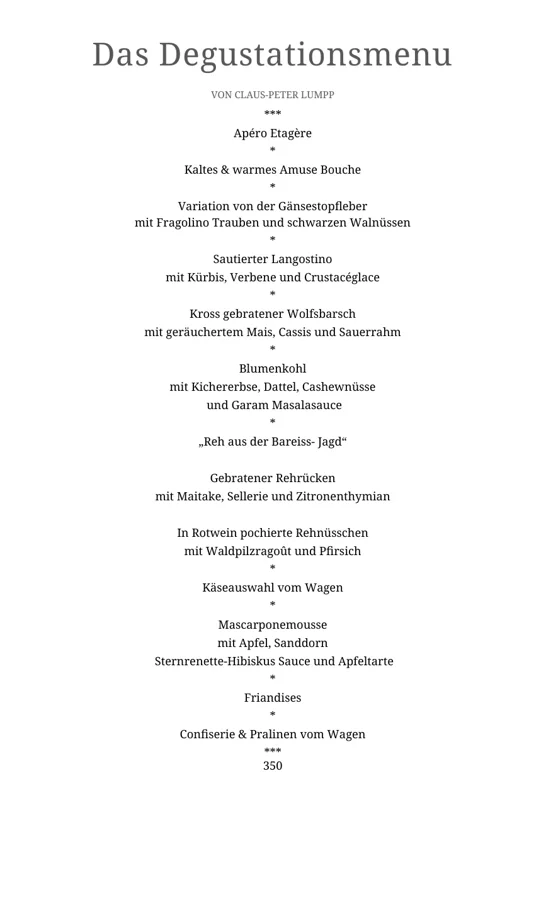 Das Degustationsmenu
VON CLAUS-PETER LUMPP
***
Apéro Etagère
*
Kaltes & warmes Amuse Bouche
*
Variation von der Gänsestopfleber
mit Fragolino Trauben und schwarzen Walnüssen
*
Sautierter Langostino
mit Kürbis, Verbene und Crustacéglace
*
Kross gebratener Wolfsbarsch
mit geräuchertem Mais, Cassis und Sauerrahm
*
Blumenkohl
mit Kichererbse, Dattel, Cashewnüsse
und Garam Masalasauce
*
„Reh aus der Bareiss- Jagd“
Gebratener Rehrücken
mit Maitake, Sellerie und Zitronenthymian
In Rotwein pochierte Rehnüsschen
mit Waldpilzragoût und Pfirsich
*
Käseauswahl vom Wagen
*
Mascarponemousse
mit Apfel, Sanddorn
Sternrenette-Hibiskus Sauce und Apfeltarte
*
Friandises
*
Confiserie & Pralinen vom Wagen
***
350